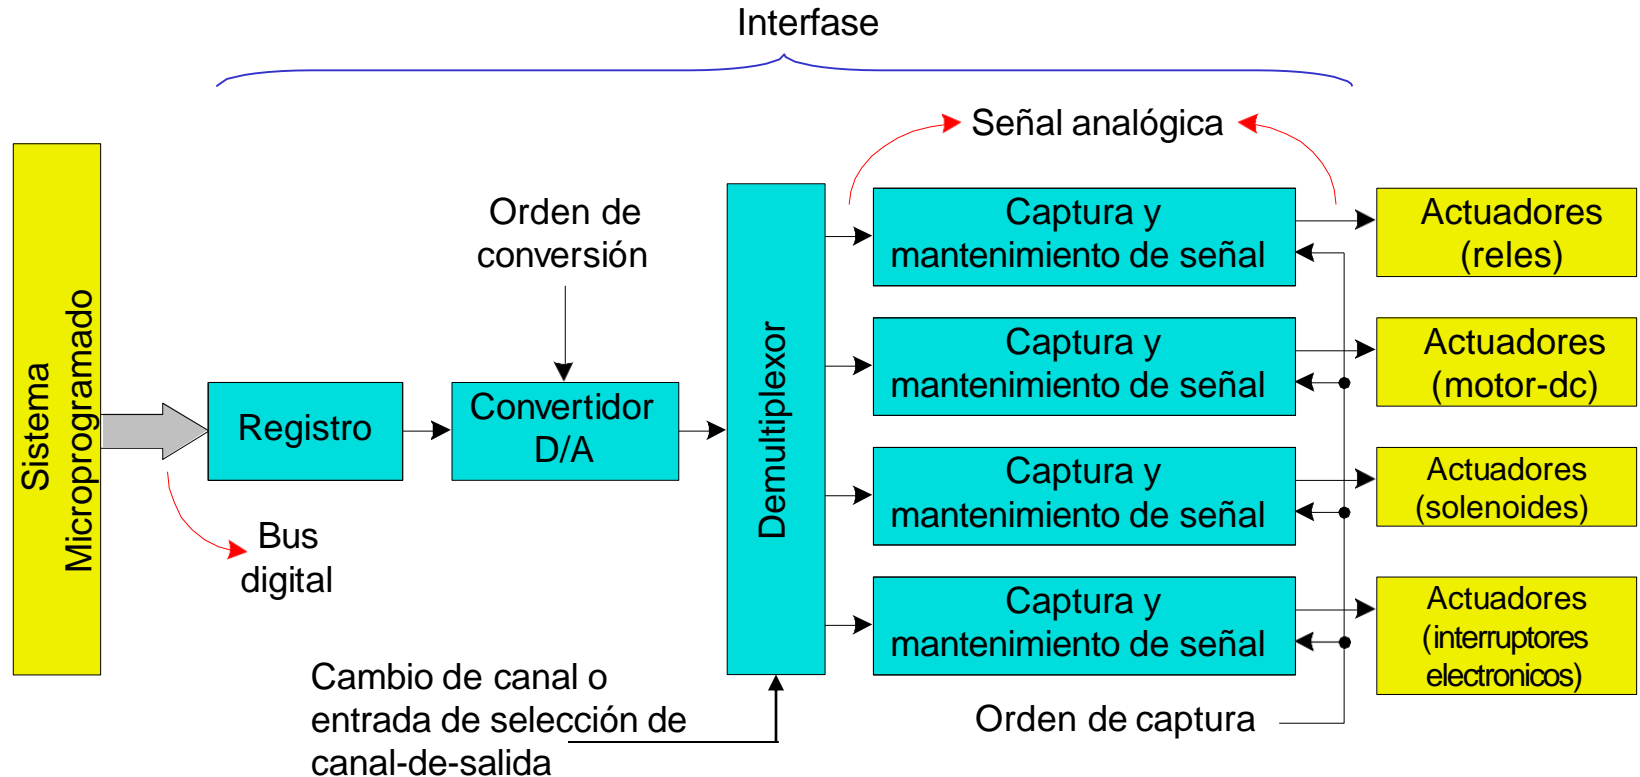 Interfase
Señal analógica
Sistema
Microprogramado
Bus
digital
Registro
Orden de
conversión
Convertidor
D/A
Demultiplexor
Cambio de canal o
entrada de selección de
canal-de-salida
Captura y
mantenimiento de señal
Captura y
mantenimiento de señal
Captura y
mantenimiento de señal
Captura y
mantenimiento de señal
Orden de captura
Actuadores
(reles)
Actuadores
(motor-dc)
Actuadores
(solenoides)
Actuadores
(interruptores
electronicos)